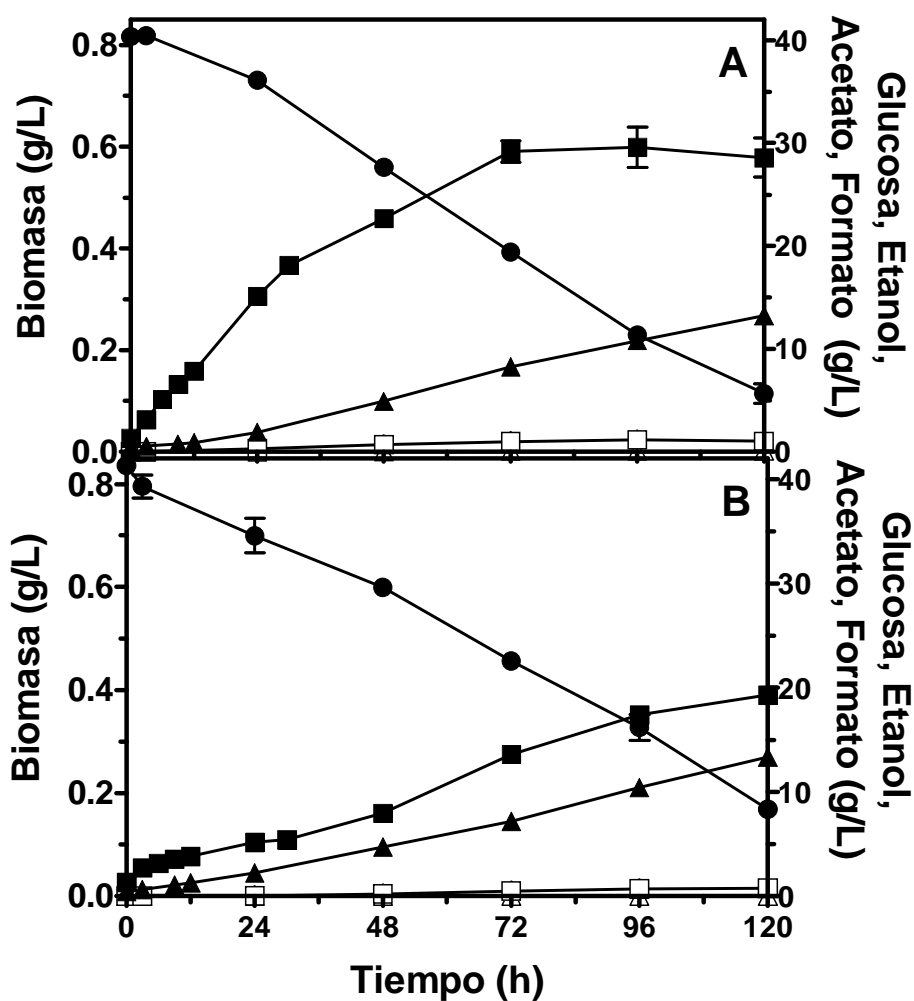 A
Biomasa (g/L)
0.8
0.6
0.4
0.2
0.0
40
30
20
10
0
Glucosa, Etanol,
Acetato, Formato (g/L)
B
Biomasa (g/L)
0.8
0.6
0.4
0.2
0.0
40
30
20
10
0
Glucosa, Etanol,
Acetato, Formato (g/L)
0 24 48 72 96 120
Tiempo (h)